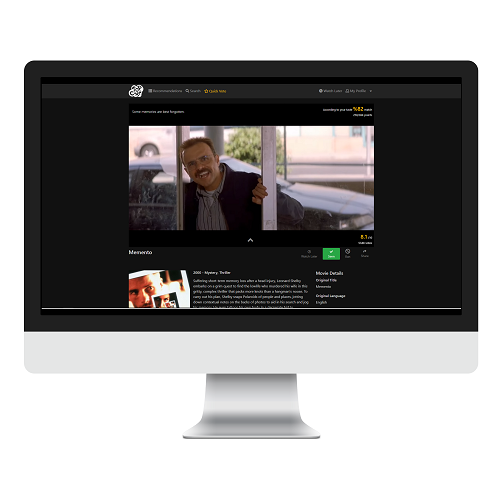 Recommendations Search Quick Vote Watch Later My Profile
Some memories are best forgotten.
according to your taste %82 match
8.1/10
Memento
Watch Later Seen Ban Share
2000 - Mystery, Thriller
Movie Details
Suffering short-term memory loss after a head injury, Leonard Shelby
embarks on a grim quest to find the lowlife who murdered his wife in this
gritty, complex thriller that packs more knots than a hangman's noose. To
carry out his plan, Shelby snaps Polaroids of people and places, jotting
down contextual notes on the backs of photos to aid in his search and jog
Original Title
Memento
Original Language
English